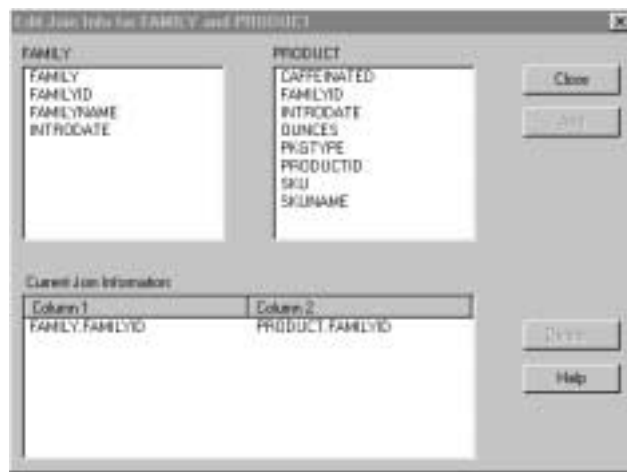 Edit Join Info for FAMILY and PRODUCT
FAMILY
FAMILY
FAMILYID
FAMILYNAME
INTRODATE
PRODUCT
CAFFEINATED
FAMILYID
INTRODATE
OUNCES
PKGTYPE
PRODUCTID
SKU
SKUNAME
Close
Add
Current Join Information:
Column 1 Column 2
FAMILY.FAMILYID PRODUCT.FAMILYID
Help